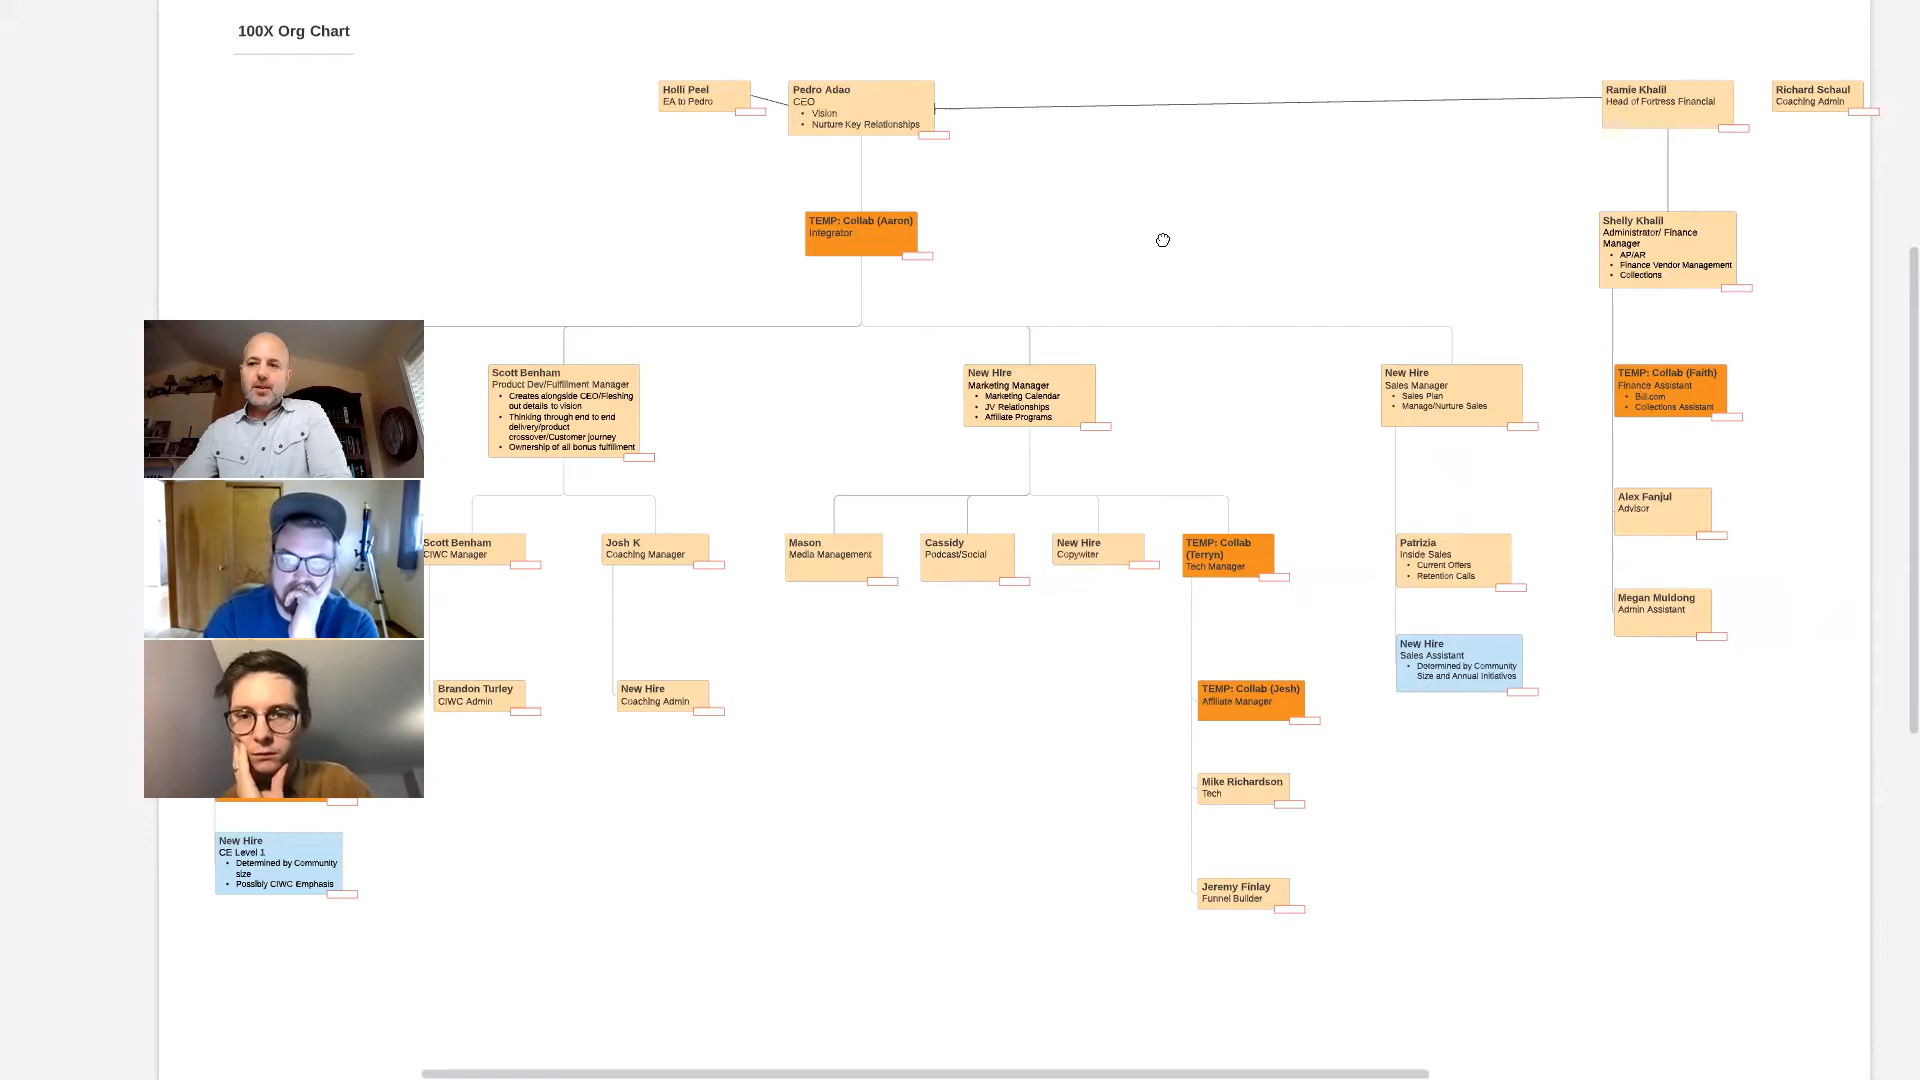 100X Org Chart
Holli Peel
EA to Pedro
Pedro Adao
CEO
• Vision
• Nurture Key Relationships
Ramie Khalil
Head of Fortress Financial
Richard Schaul
Coaching Admin
TEMP: Collab (Aaron)
Integrator
Shelly Khalil
Administrator/ Finance
Manager
• AP/AR
• Finance Vendor Management
• Collections
Scott Benham
Product Dev/Fulfillment Manager
• Creates alongside CEO/Fleshing
out details to vision
• Thinking through end to end
delivery/product
crossover/Customer journey
• Ownership of all bonus fulfillment
New Hire
Marketing Manager
• Marketing Calendar
• JV Relationships
• Affiliate Programs
New Hire
Sales Manager
• Sales Plan
• Manage/Nurture Sales
TEMP: Collab (Faith)
Finance Assistant
• Bill.com
• Collections Assistant
Alex Fanjul
Advisor
Scott Benham
CIWC Manager
Josh K
Coaching Manager
Mason
Media Management
Cassidy
Podcast/Social
New Hire
Copywiter
TEMP: Collab
(Terryn)
Tech Manager
Patrizia
Inside Sales
• Current Offers
• Retention Calls
Megan Muldong
Admin Assistant
New Hire
Sales Assistant
• Determined by Community
Size and Annual Initiatives
Brandon Turley
CIWC Admin
New Hire
Coaching Admin
TEMP: Collab (Jesh)
Affiliate Manager
Mike Richardson
Tech
New Hire
CE Level 1
• Determined by Community
size
• Possibly CIWC Emphasis
Jeremy Finlay
Funnel Builder